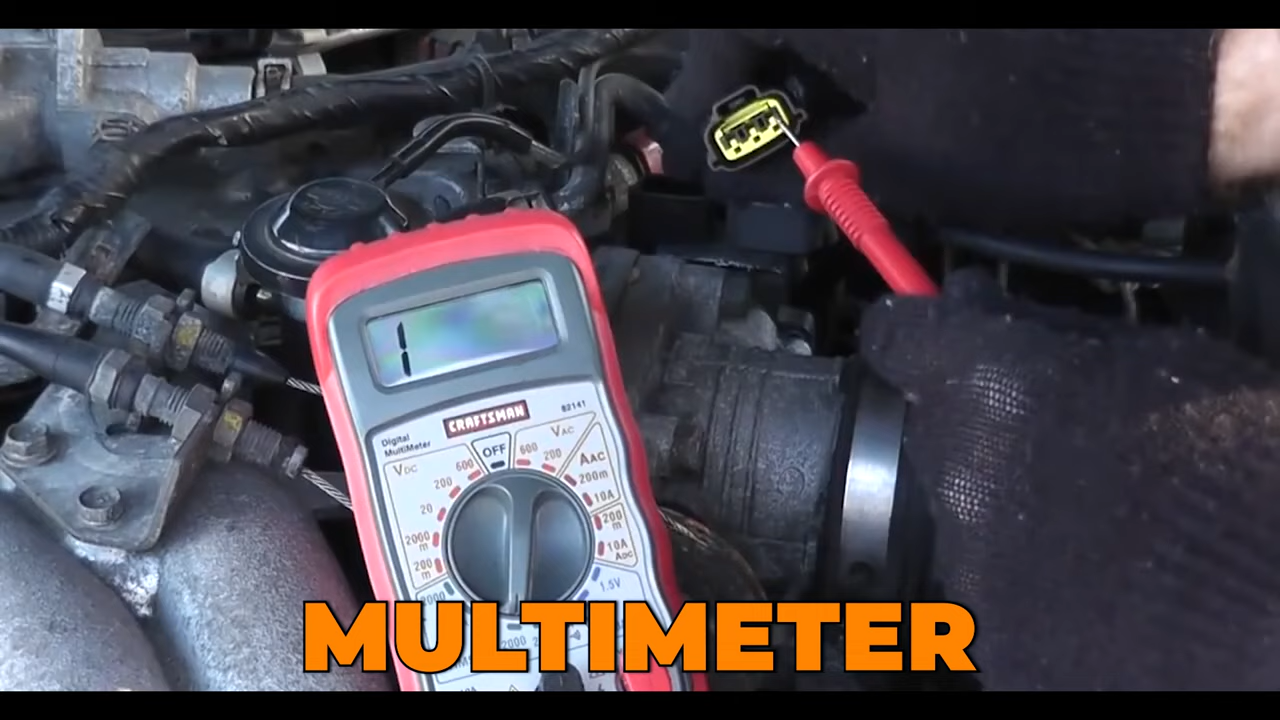 1
CRAFTSMAN
82141
Digital
MultiMeter
OFF
VDC
600
200
20
2000
m
200
m
2000
VAC
600
200
AAC
200m
10A
200
m
10A
ADC
1.5V
2000
MULTIMETER